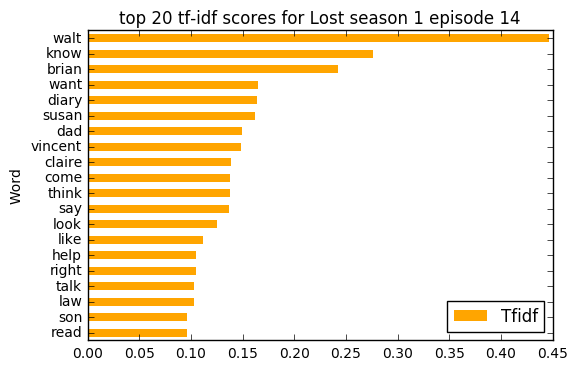 top 20 tf-idf scores for Lost season 1 episode 14
Word
walt
know
brian
want
diary
susan
dad
vincent
claire
come
think
say
look
like
help
right
talk
law
son
read
Tfidf
0.00 0.05 0.10 0.15 0.20 0.25 0.30 0.35 0.40 0.45